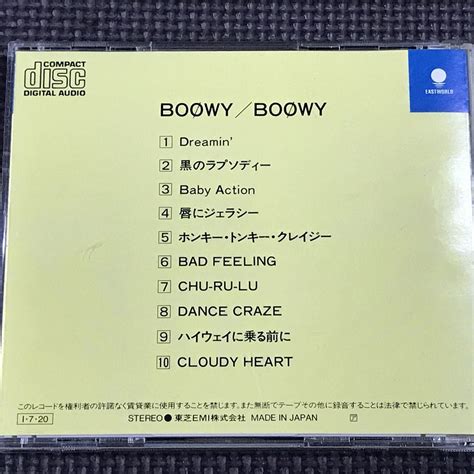 COMPACT
disc
DIGITAL AUDIO
EASTWORLD
BOØWY／BOØWY
1 Dreamin'
2 黒のラプソディー
3 Baby Action
4 唇にジェラシー
5 ホンキー・トンキー・クレイジー
6 BAD FEELING
7 CHU-RU-LU
8 DANCE CRAZE
9 ハイウェイに乗る前に
10 CLOUDY HEART
このレコードを権利者の許諾なく賃貸業に使用することを禁じます。また無断でテープその他に録音することは法律で禁じられています。
I・7・20
STEREO● 東芝EMI株式会社 MADE IN JAPAN